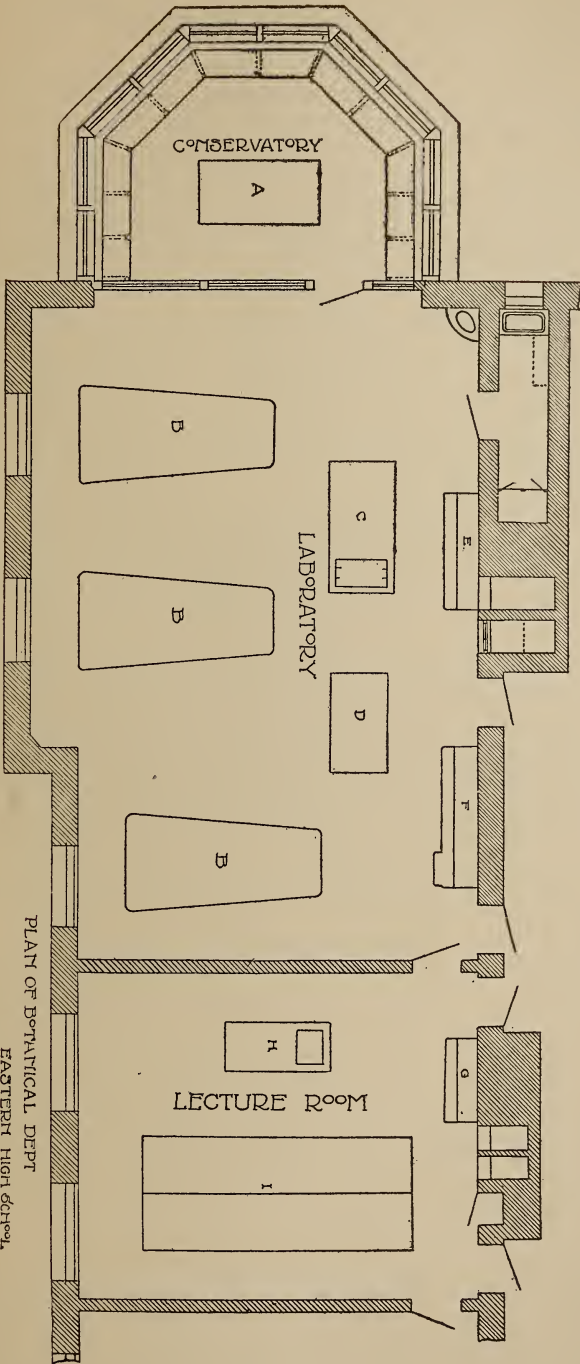 CONSERVATORY
A
B
C
E
LABORATORY
B
D
F
B
H
G
LECTURE ROOM
I
PLAN OF BOTANICAL DEPT
EASTERN HIGH SCHOOL